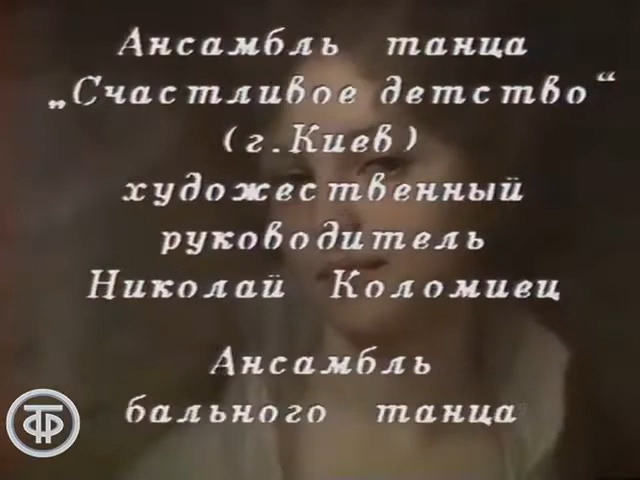 Ансамбль танца
„Счастливое детство“
(г.Киев)
художественный
руководитель
Николай Коломиец
Ансамбль
бального танца